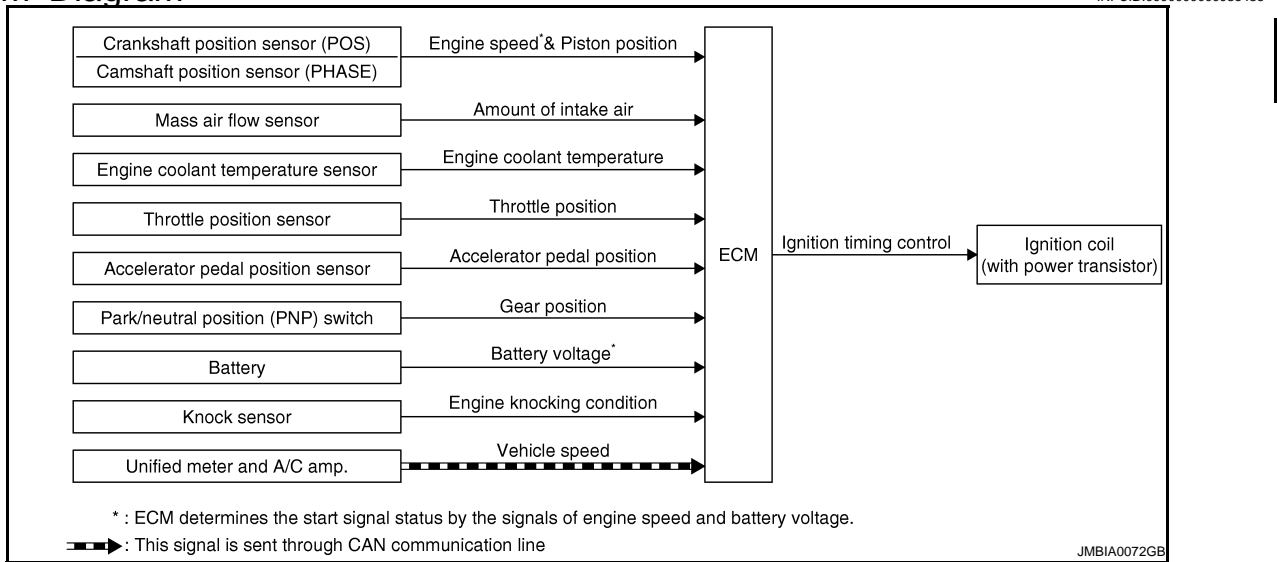 Crankshaft position sensor (POS)
Engine speed*& Piston position
Camshaft position sensor (PHASE)
Mass air flow sensor
Amount of intake air
Engine coolant temperature sensor
Engine coolant temperature
Throttle position sensor
Throttle position
Accelerator pedal position sensor
Accelerator pedal position
ECM
Ignition timing control
Ignition coil
(with power transistor)
Park/neutral position (PNP) switch
Gear position
Battery
Battery voltage*
Knock sensor
Engine knocking condition
Unified meter and A/C amp.
Vehicle speed
* : ECM determines the start signal status by the signals of engine speed and battery voltage.
: This signal is sent through CAN communication line
JMBIA0072GB